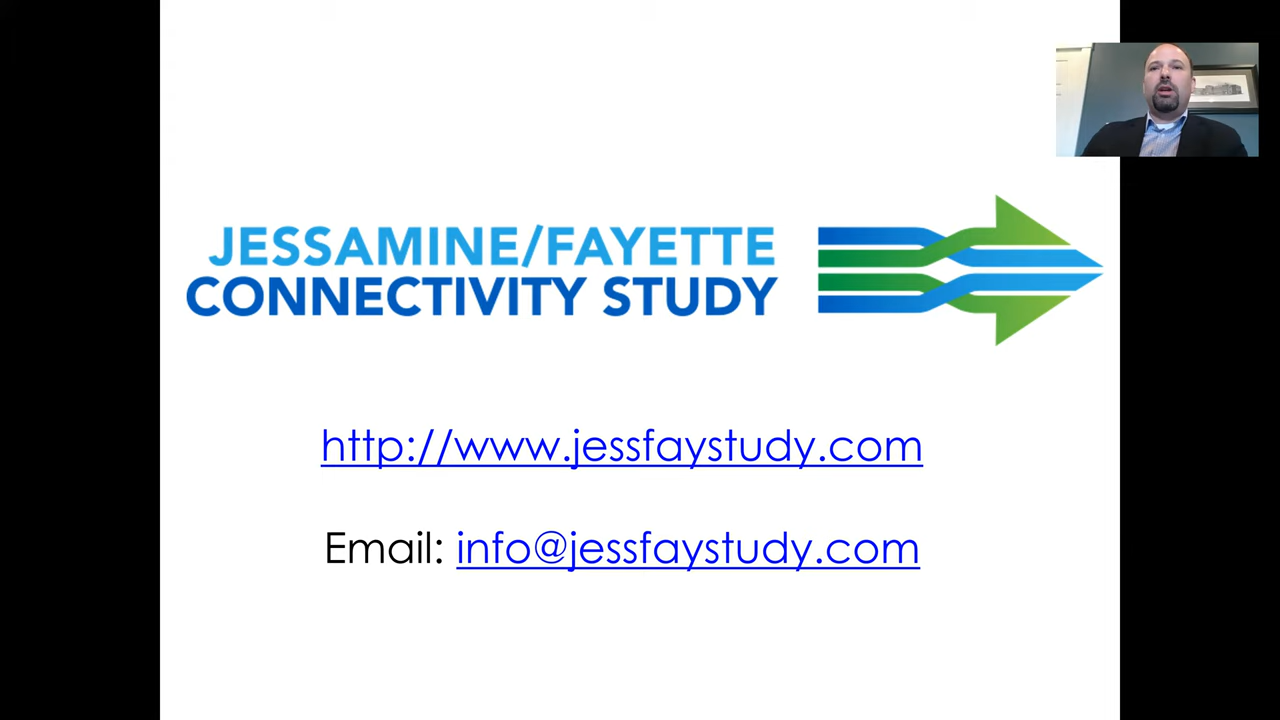 JESSAMINE/FAYETTE
CONNECTIVITY STUDY
http://www.jessfaystudy.com
Email: info@jessfaystudy.com